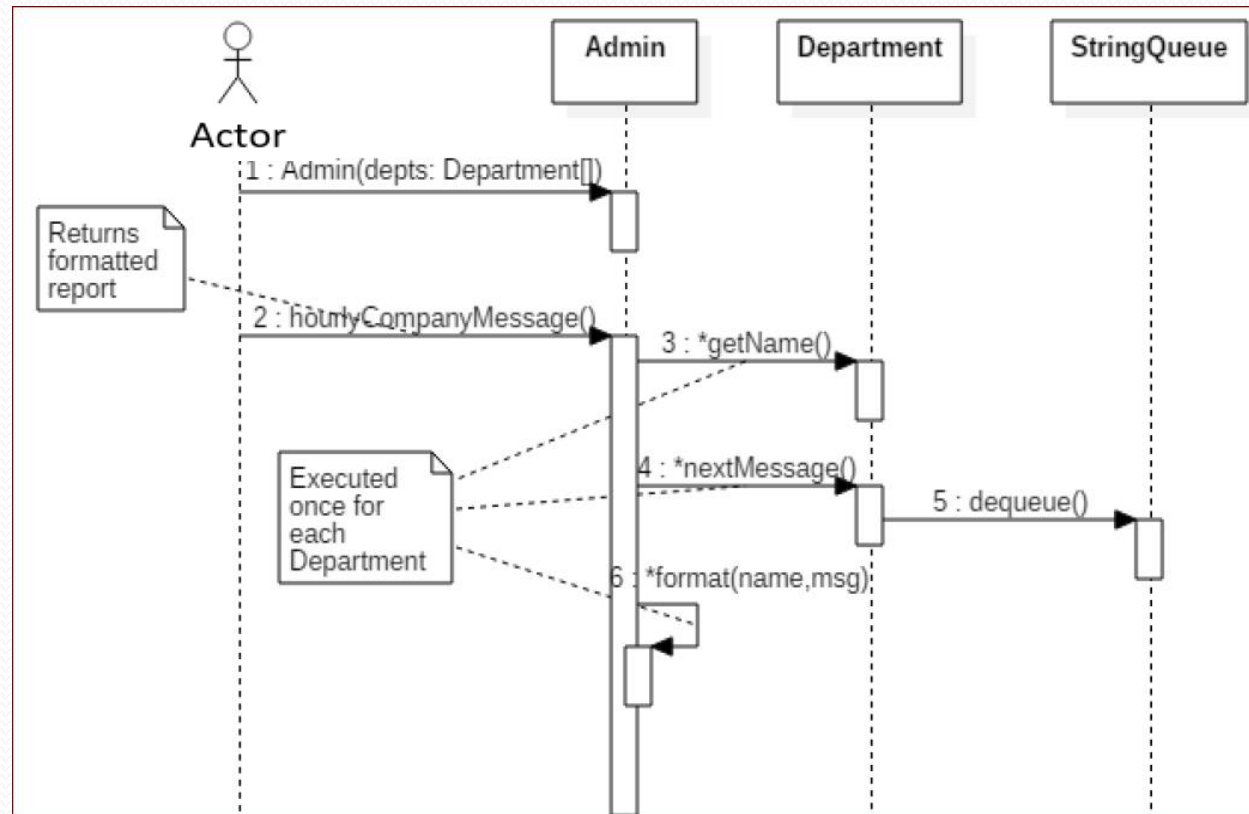 Admin
Department
StringQueue
Actor
1 : Admin(depts: Department[])
Returns
formatted
report
2 : hourlyCompanyMessage()
3 : *getName()
Executed
once for
each
Department
4 : *nextMessage()
5 : dequeue()
6 : *format(name,msg)